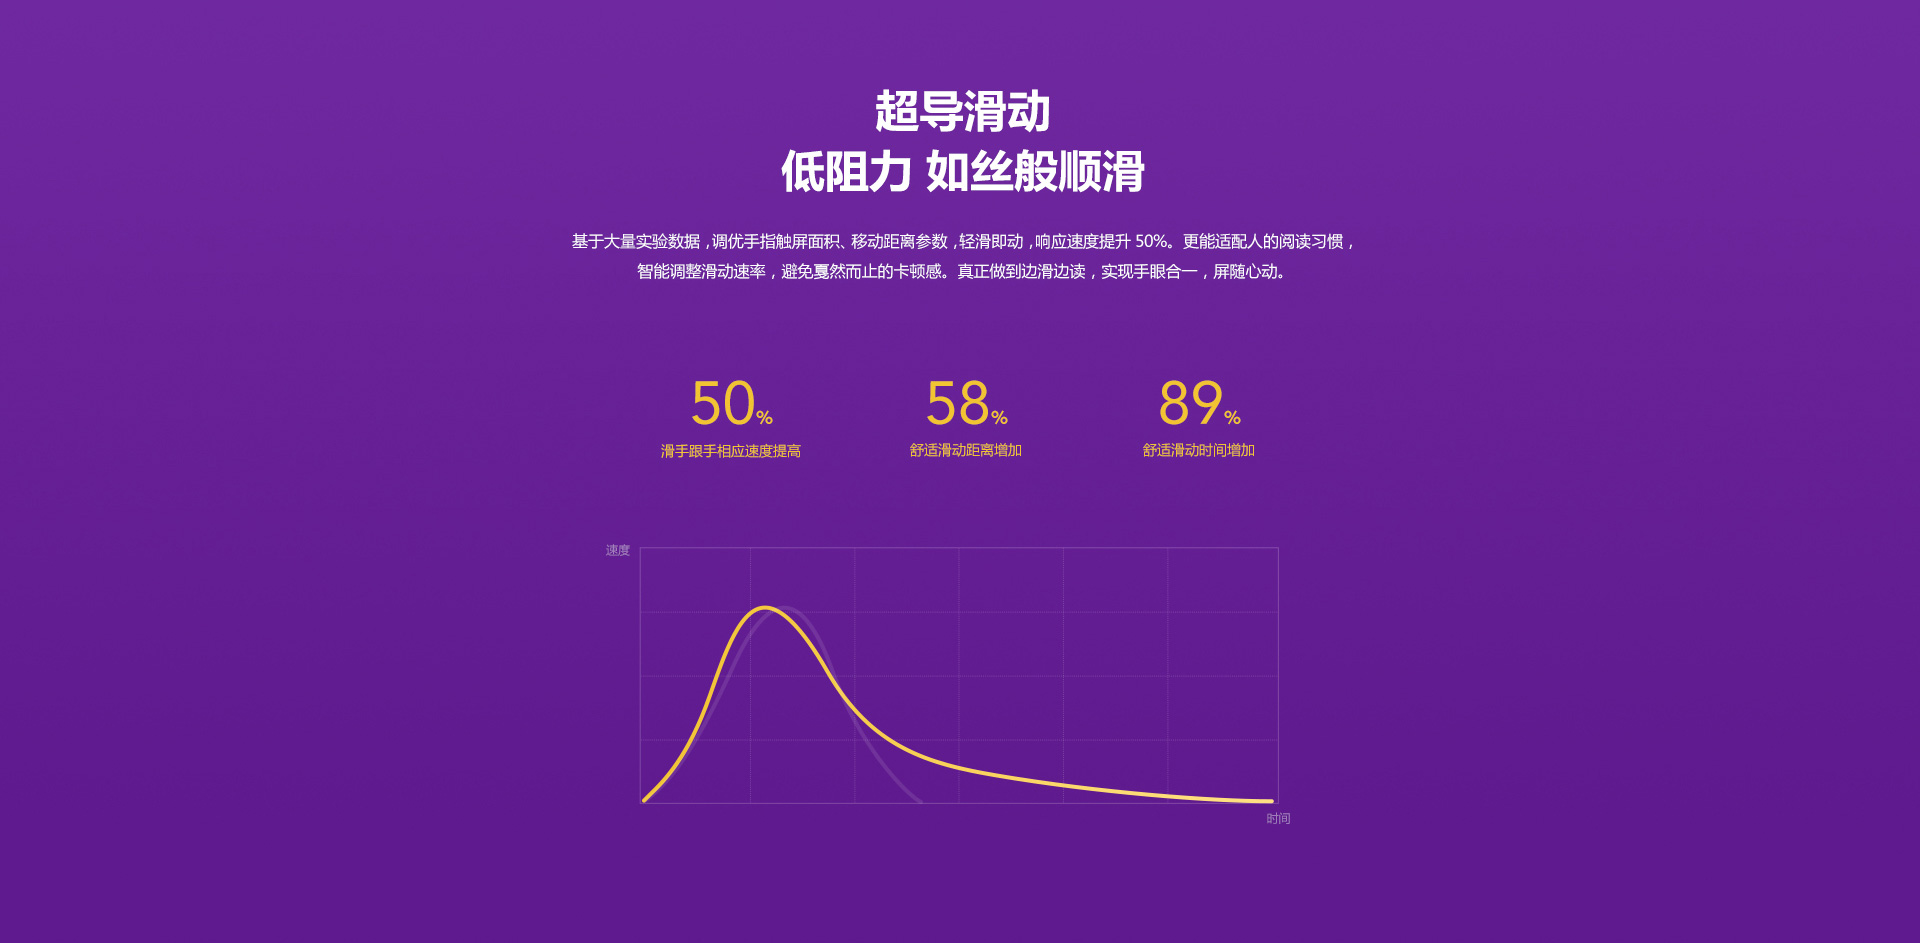 超导滑动
低阻力 如丝般顺滑
基于大量实验数据，调优手指触屏面积、移动距离参数，轻滑即动，响应速度提升 50%。更能适配人的阅读习惯，
智能调整滑动速率，避免戛然而止的卡顿感。真正做到边滑边读，实现手眼合一，屏随心动。
50% 58% 89%
滑手跟手相应速度提高 舒适滑动距离增加 舒适滑动时间增加
速度
时间